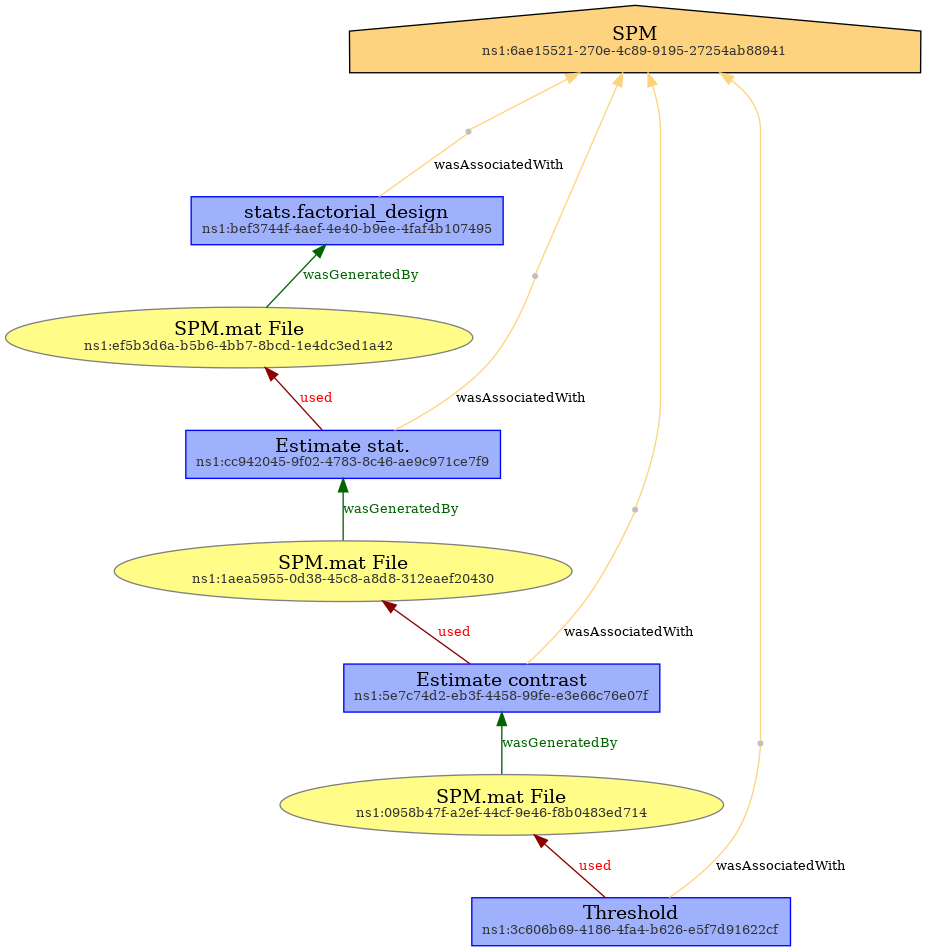 SPM
ns1:6ae15521-270e-4c89-9195-27254ab88941
wasAssociatedWith
stats.factorial_design
ns1:bef3744f-4aef-4e40-b9ee-4faf4b107495
wasGeneratedBy
SPM.mat File
ns1:ef5b3d6a-b5b6-4bb7-8bcd-1e4dc3ed1a42
used
wasAssociatedWith
Estimate stat.
ns1:cc942045-9f02-4783-8c46-ae9c971ce7f9
wasGeneratedBy
SPM.mat File
ns1:1aea5955-0d38-45c8-a8d8-312eaef20430
used
wasAssociatedWith
Estimate contrast
ns1:5e7c74d2-eb3f-4458-99fe-e3e66c76e07f
wasGeneratedBy
SPM.mat File
ns1:0958b47f-a2ef-44cf-9e46-f8b0483ed714
used
wasAssociatedWith
Threshold
ns1:3c606b69-4186-4fa4-b626-e5f7d91622cf